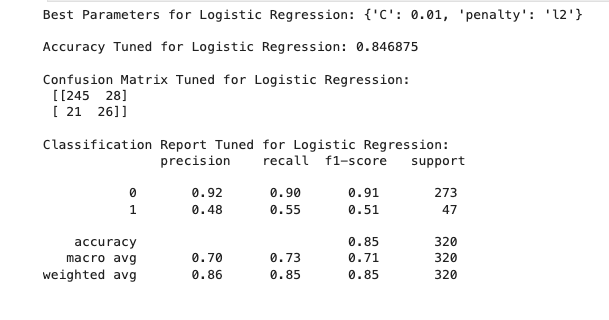 Best Parameters for Logistic Regression: {'C': 0.01, 'penalty': 'l2'}
Accuracy Tuned for Logistic Regression: 0.846875
Confusion Matrix Tuned for Logistic Regression:
[[245  28]
[ 21  26]]
Classification Report Tuned for Logistic Regression:
precision    recall  f1-score   support
0       0.92      0.90      0.91       273
1       0.48      0.55      0.51        47
accuracy                           0.85       320
macro avg       0.70      0.73      0.71       320
weighted avg       0.86      0.85      0.85       320